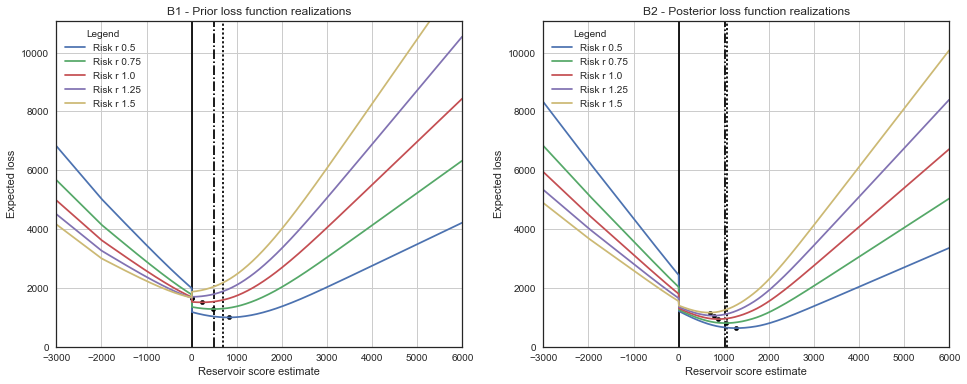 B1 - Prior loss function realizations
Legend
Risk r 0.5
Risk r 0.75
Risk r 1.0
Risk r 1.25
Risk r 1.5
Expected loss
10000
8000
6000
4000
2000
0
−3000 −2000 −1000 0 1000 2000 3000 4000 5000 6000
Reservoir score estimate
B2 - Posterior loss function realizations
Legend
Risk r 0.5
Risk r 0.75
Risk r 1.0
Risk r 1.25
Risk r 1.5
Expected loss
10000
8000
6000
4000
2000
0
−3000 −2000 −1000 0 1000 2000 3000 4000 5000 6000
Reservoir score estimate